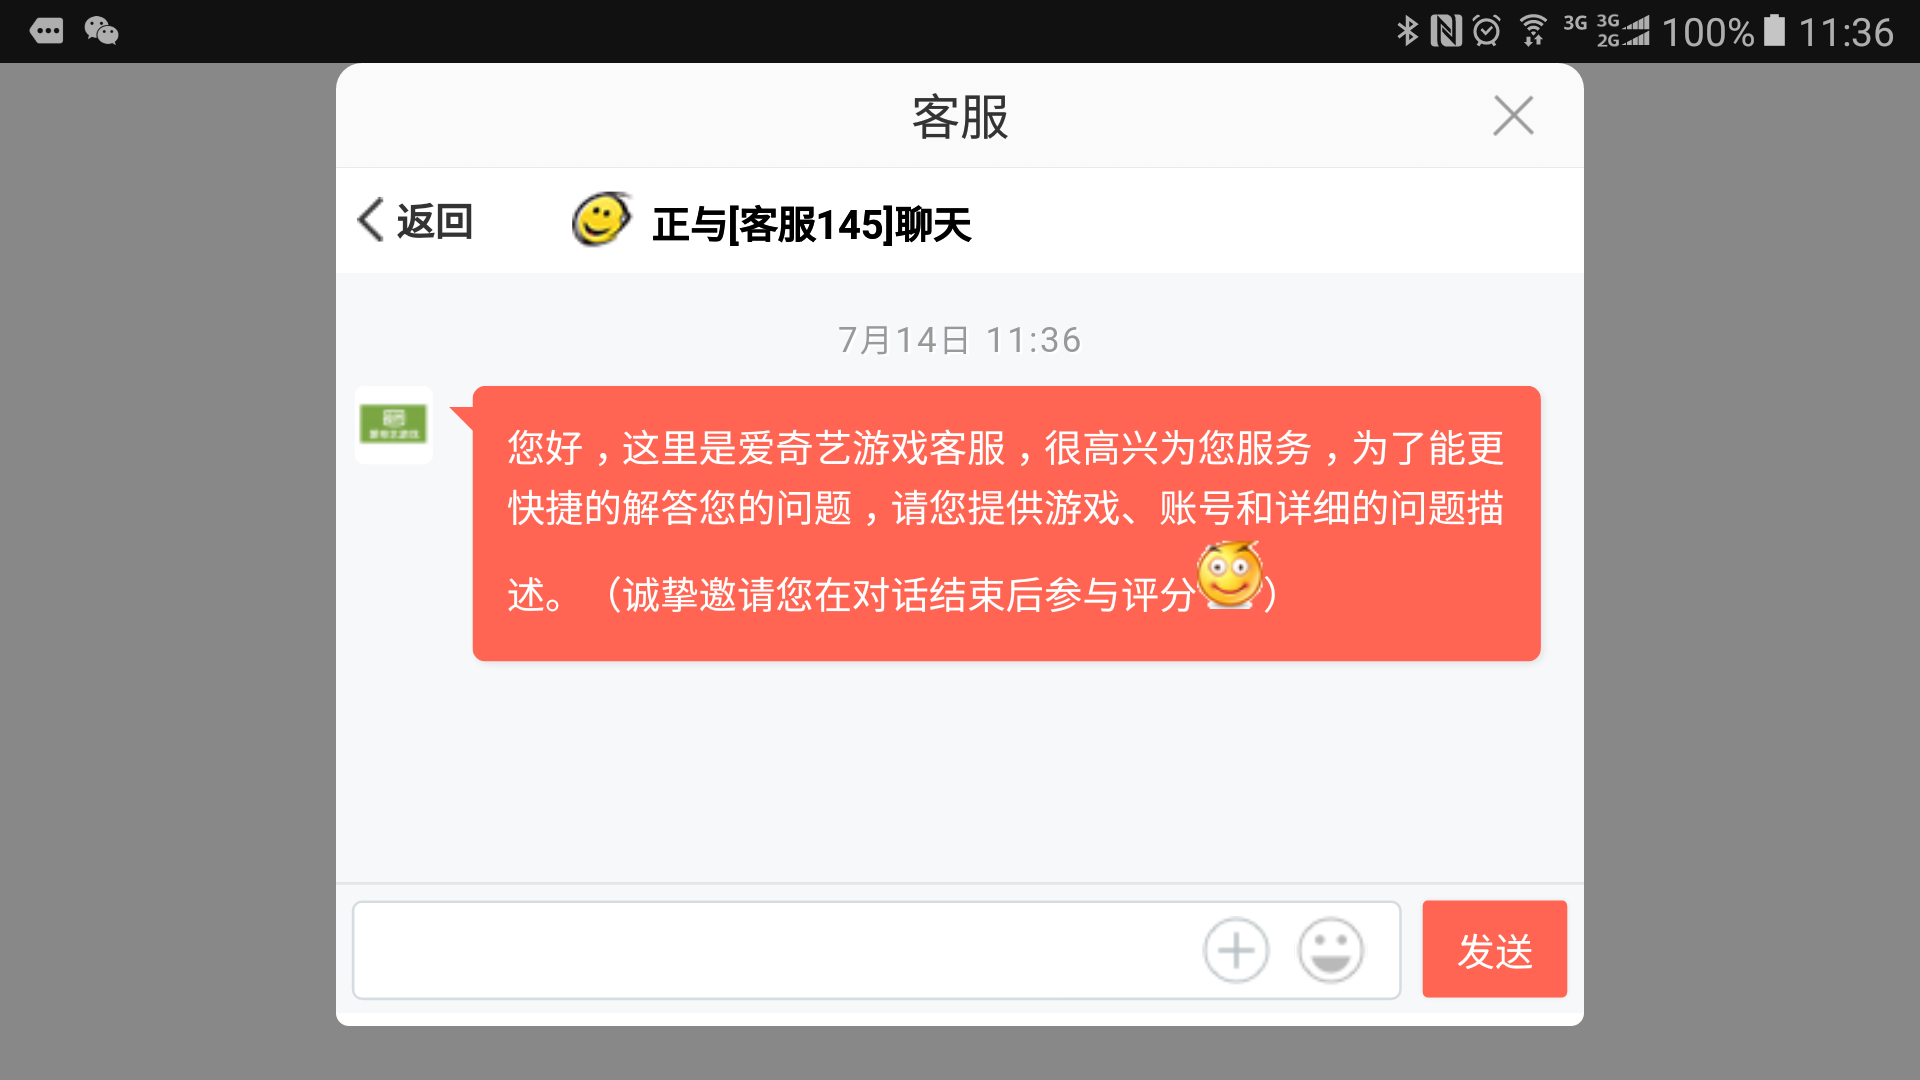 3G 3G 2G 100% 11:36
客服
返回 正与[客服145]聊天
7月14日 11:36
您好，这里是爱奇艺游戏客服，很高兴为您服务，为了能更
快捷的解答您的问题，请您提供游戏、账号和详细的问题描
述。（诚挚邀请您在对话结束后参与评分）
发送